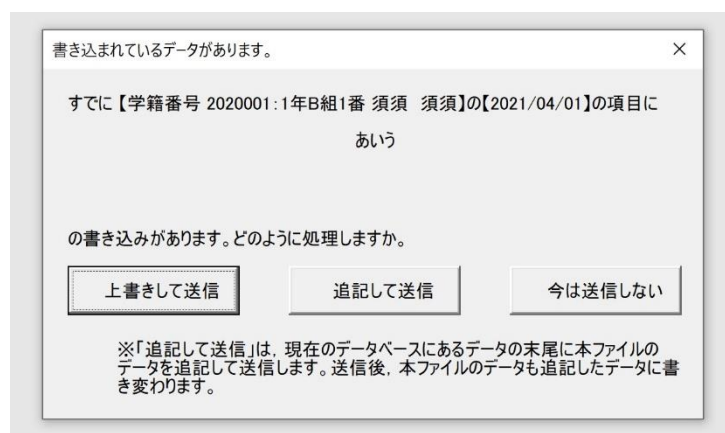 書き込まれているデータがあります。
すでに【学籍番号 2020001:1年B組1番 須須　須須】の【2021/04/01】の項目に
あいう
の書き込みがあります。どのように処理しますか。
上書きして送信
追記して送信
今は送信しない
※「追記して送信」は, 現在のデータベースにあるデータの末尾に本ファイルの
データを追記して送信します。送信後, 本ファイルのデータも追記したデータに書
き変わります。